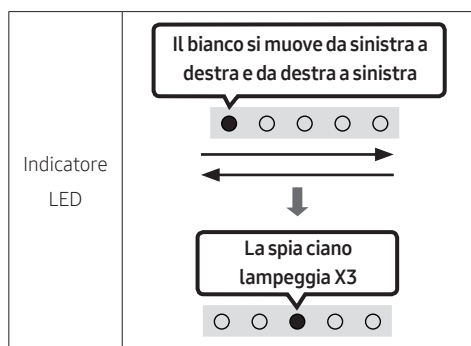 Il bianco si muove da sinistra a
destra e da destra a sinistra
Indicatore
LED
La spia ciano
lampeggia X3